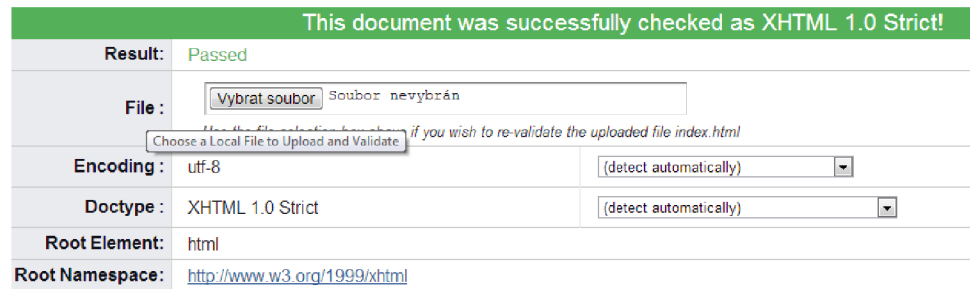 This document was successfully checked as XHTML 1.0 Strict!
Result: Passed
File : Vybrat soubor Soubor nevybrán
if you wish to re-validate the uploaded file index.html
Choose a Local File to Upload and Validate
Encoding : utf-8 (detect automatically)
Doctype : XHTML 1.0 Strict (detect automatically)
Root Element: html
Root Namespace: http://www.w3.org/1999/xhtml